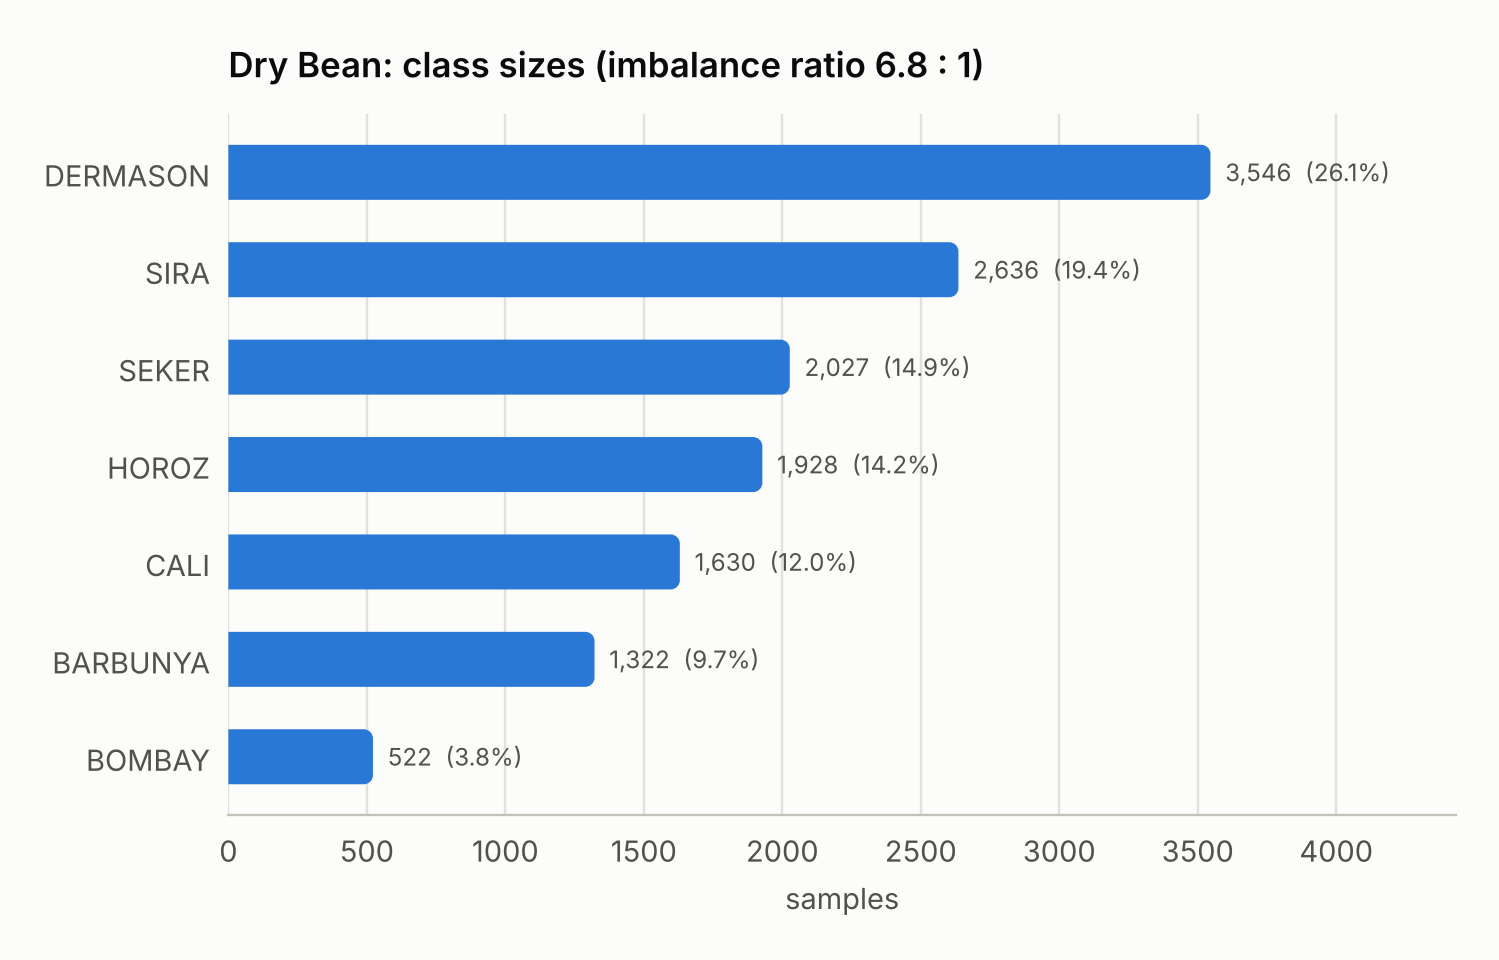 Dry Bean: class sizes (imbalance ratio 6.8 : 1)
DERMASON 3,546 (26.1%)
SIRA 2,636 (19.4%)
SEKER 2,027 (14.9%)
HOROZ 1,928 (14.2%)
CALI 1,630 (12.0%)
BARBUNYA 1,322 (9.7%)
BOMBAY 522 (3.8%)
0 500 1000 1500 2000 2500 3000 3500 4000
samples